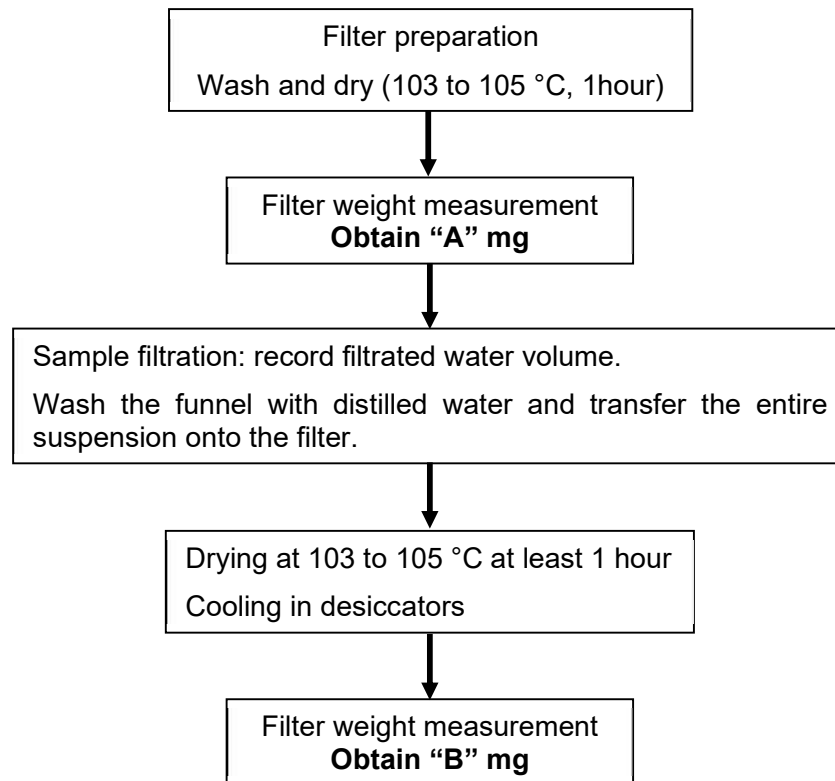 Filter preparation
Wash and dry (103 to 105 °C, 1hour)
Filter weight measurement
Obtain “A” mg
Sample filtration: record filtrated water volume.
Wash the funnel with distilled water and transfer the entire
suspension onto the filter.
Drying at 103 to 105 °C at least 1 hour
Cooling in desiccators
Filter weight measurement
Obtain “B” mg